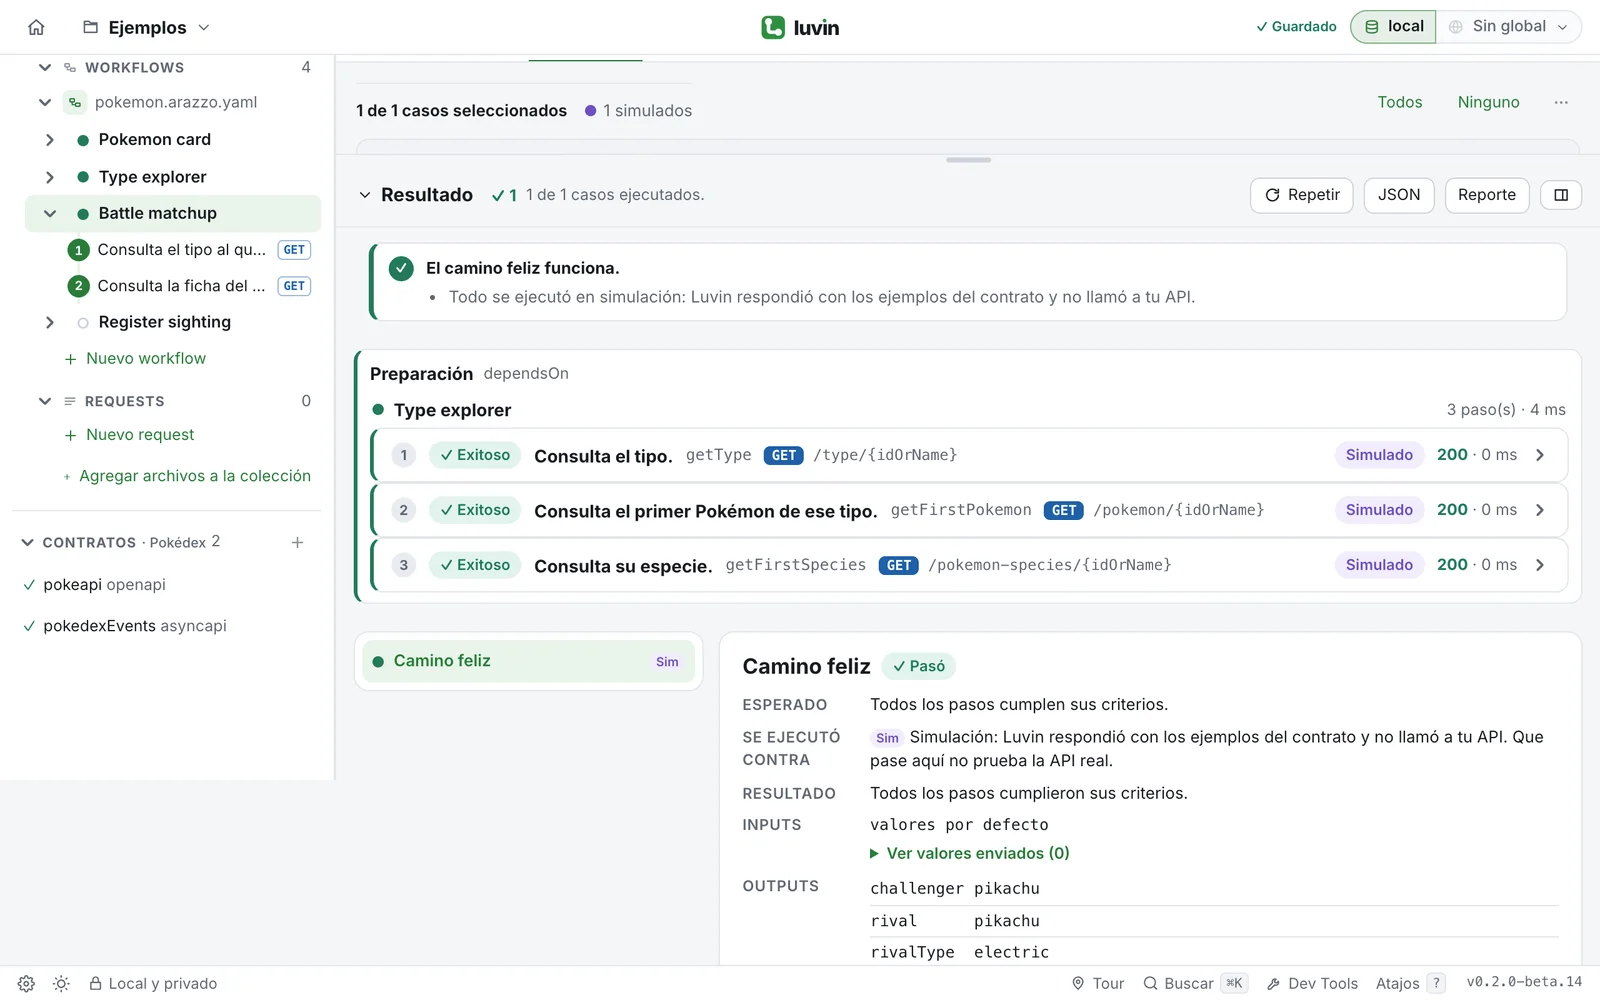 Ejemplos
luvin
Guardado
local
Sin global
WORKFLOWS 4
pokemon.arazzo.yaml
Pokemon card
Type explorer
Battle matchup
1 Consulta el tipo al qu... GET
2 Consulta la ficha del ... GET
Register sighting
+ Nuevo workflow
REQUESTS 0
+ Nuevo request
+ Agregar archivos a la colección
CONTRATOS · Pokédex 2 +
pokeapi openapi
pokedexEvents asyncapi
1 de 1 casos seleccionados 1 simulados
Todos Ninguno ...
Resultado 1 1 de 1 casos ejecutados.
Repetir JSON Reporte
El camino feliz funciona.
• Todo se ejecutó en simulación: Luvin respondió con los ejemplos del contrato y no llamó a tu API.
Preparación dependsOn
Type explorer 3 paso(s) · 4 ms
1 Exitoso Consulta el tipo. getType GET /type/{idOrName} Simulado 200 · 0 ms
2 Exitoso Consulta el primer Pokémon de ese tipo. getFirstPokemon GET /pokemon/{idOrName} Simulado 200 · 0 ms
3 Exitoso Consulta su especie. getFirstSpecies GET /pokemon-species/{idOrName} Simulado 200 · 0 ms
Camino feliz Sim
Camino feliz Pasó
ESPERADO Todos los pasos cumplen sus criterios.
SE EJECUTÓ CONTRA Sim Simulación: Luvin respondió con los ejemplos del contrato y no llamó a tu API. Que
pase aquí no prueba la API real.
RESULTADO Todos los pasos cumplieron sus criterios.
INPUTS valores por defecto
Ver valores enviados (0)
OUTPUTS challenger pikachu
rival pikachu
rivalType electric
Local y privado
Tour Buscar ⌘K Dev Tools Atajos ? v0.2.0-beta.14